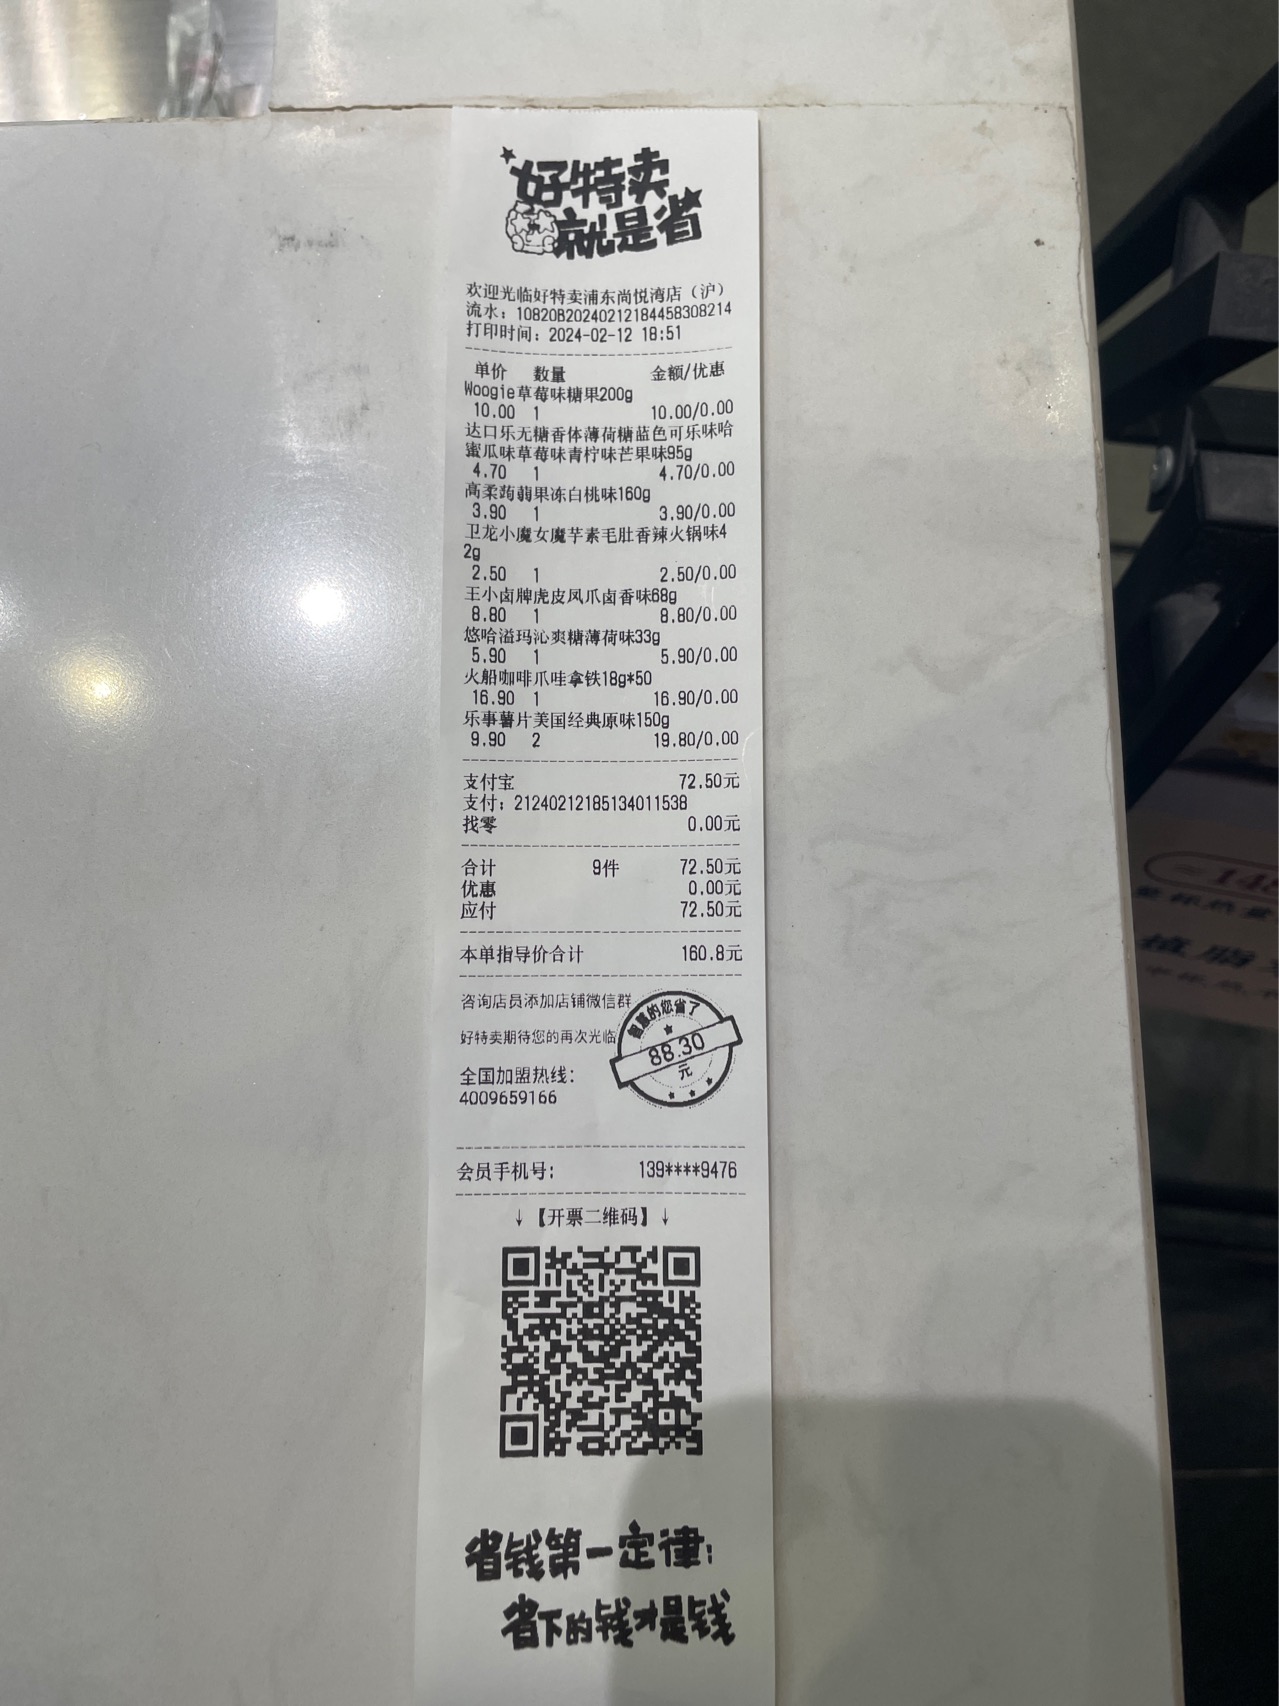 好特卖
就是省
欢迎光临好特卖浦东尚悦湾店（沪）
流水：10820B20240212184458308214
打印时间：2024-02-12 18:51
单价 数量 金额/优惠
Woogie草莓味糖果200g
10.00 1 10.00/0.00
达口乐无糖香体薄荷糖蓝色可乐味哈
蜜瓜味草莓味青柠味芒果味95g
4.70 1 4.70/0.00
高柔蒟蒻果冻白桃味160g
3.90 1 3.90/0.00
卫龙小魔女魔芋素毛肚香辣火锅味4
2g
2.50 1 2.50/0.00
王小卤牌虎皮凤爪卤香味68g
8.80 1 8.80/0.00
悠哈溢玛沁爽糖薄荷味33g
5.90 1 5.90/0.00
火船咖啡爪哇拿铁18g*50
16.90 1 16.90/0.00
乐事薯片美国经典原味150g
9.90 2 19.80/0.00
支付宝 72.50元
支付：21240212185134011538
找零 0.00元
合计 9件 72.50元
优惠 0.00元
应付 72.50元
本单指导价合计 160.8元
咨询店员添加店铺微信群
好特卖期待您的再次光临
的您省了
88.30
元
全国加盟热线：
4009659166
会员手机号： 139****9476
↓【开票二维码】↓
省钱第一定律：
省下的钱才是钱